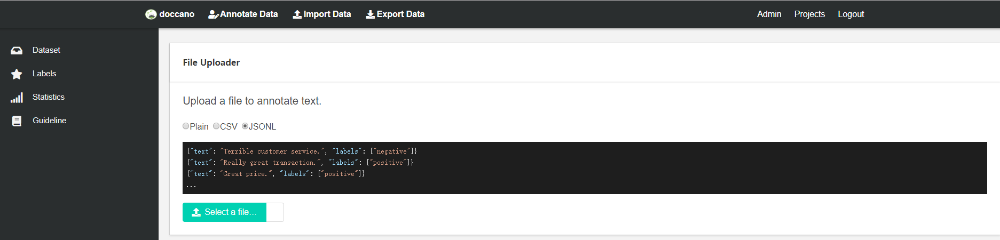 doccano Annotate Data Import Data Export Data Admin Projects Logout
Dataset
Labels
Statistics
Guideline
File Uploader
Upload a file to annotate text.
Plain CSV JSONL
{"text": "Terrible customer service.", "labels": ["negative"]}
{"text": "Really great transaction.", "labels": ["positive"]}
{"text": "Great price.", "labels": ["positive"]}
...
Select a file...